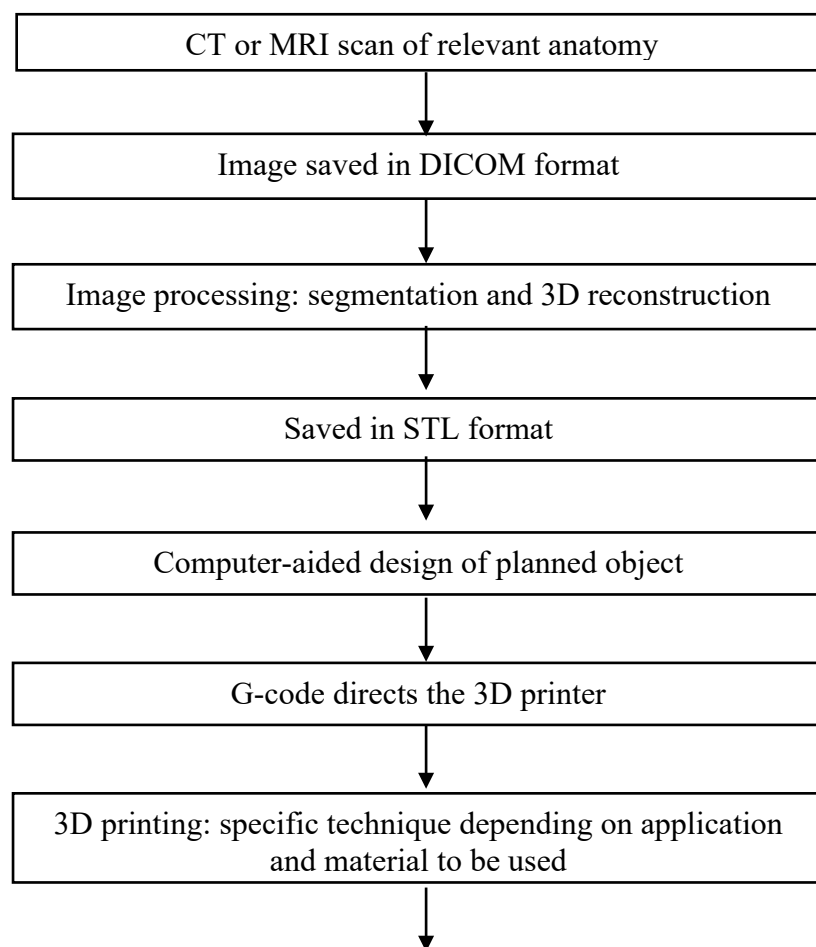 CT or MRI scan of relevant anatomy
Image saved in DICOM format
Image processing: segmentation and 3D reconstruction
Saved in STL format
Computer-aided design of planned object
G-code directs the 3D printer
3D printing: specific technique depending on application
and material to be used